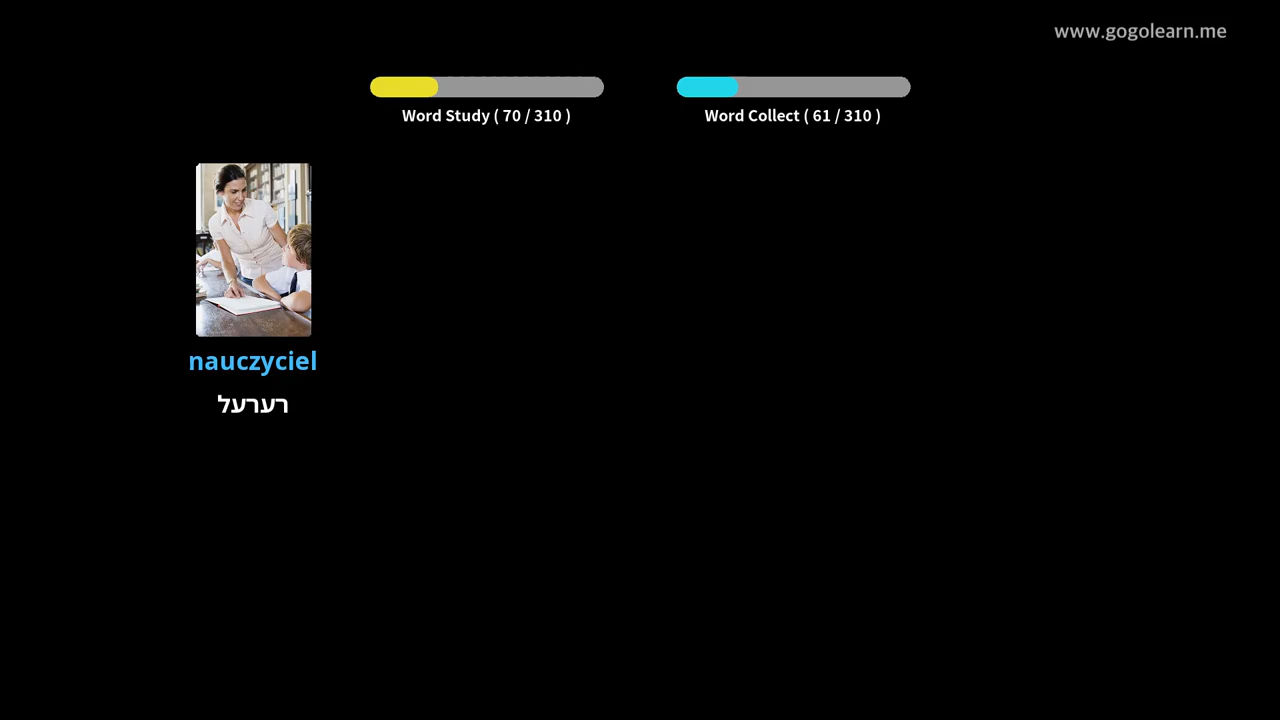 www.gogolearn.me
Word Study ( 70 / 310 )
Word Collect ( 61 / 310 )
nauczyciel
רערעל